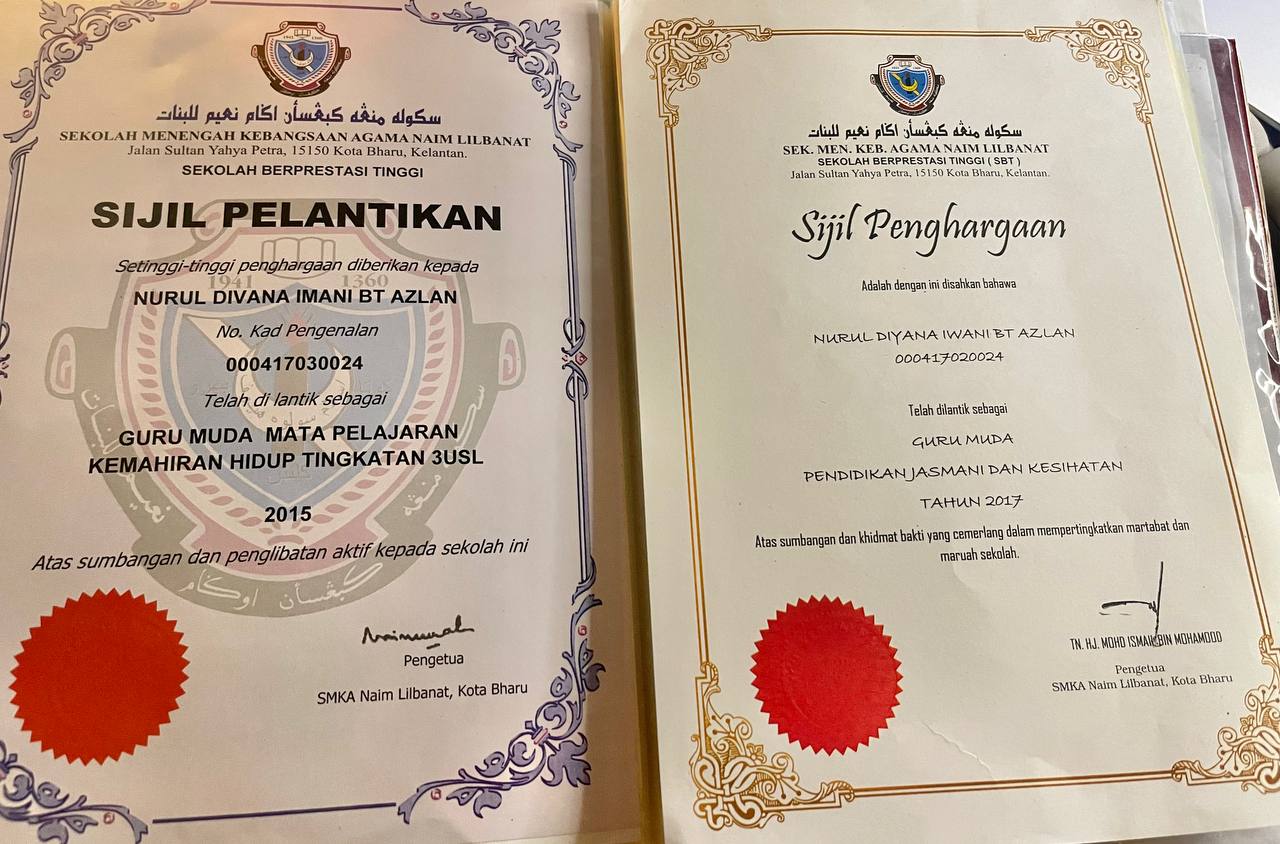 سكوله منڠه كبڠسأن اݢام نعيم للبنات
SEKOLAH MENENGAH KEBANGSAAN AGAMA NAIM LILBANAT
Jalan Sultan Yahya Petra, 15150 Kota Bharu, Kelantan.
SEKOLAH BERPRESTASI TINGGI
SIJIL PELANTIKAN
Setinggi-tinggi penghargaan diberikan kepada
1941 1360
NURUL DIVANA IMANI BT AZLAN
No. Kad Pengenalan
000417030024
Telah di lantik sebagai
GURU MUDA MATA PELAJARAN
KEMAHIRAN HIDUP TINGKATAN 3USL
2015
Atas sumbangan dan penglibatan aktif kepada sekolah ini
Pengetua
SMKA Naim Lilbanat, Kota Bharu
سكوله منڠه كبڠسأن اݢام نعيم للبنات
SEK. MEN. KEB. AGAMA NAIM LILBANAT
SEKOLAH BERPRESTASI TINGGI ( SBT )
Jalan Sultan Yahya Petra, 15150 Kota Bharu, Kelantan.
Sijil Penghargaan
Adalah dengan ini disahkan bahawa
NURUL DIYANA IWANI BT AZLAN
000417020024
Telah dilantik sebagai
GURU MUDA
PENDIDIKAN JASMANI DAN KESIHATAN
TAHUN 2017
Atas sumbangan dan khidmat bakti yang cemerlang dalam mempertingkatkan martabat dan
maruah sekolah.
TN. HJ. MOHD ISMAIL BIN MOHAMOOD
Pengetua
SMKA Naim Lilbanat, Kota Bharu